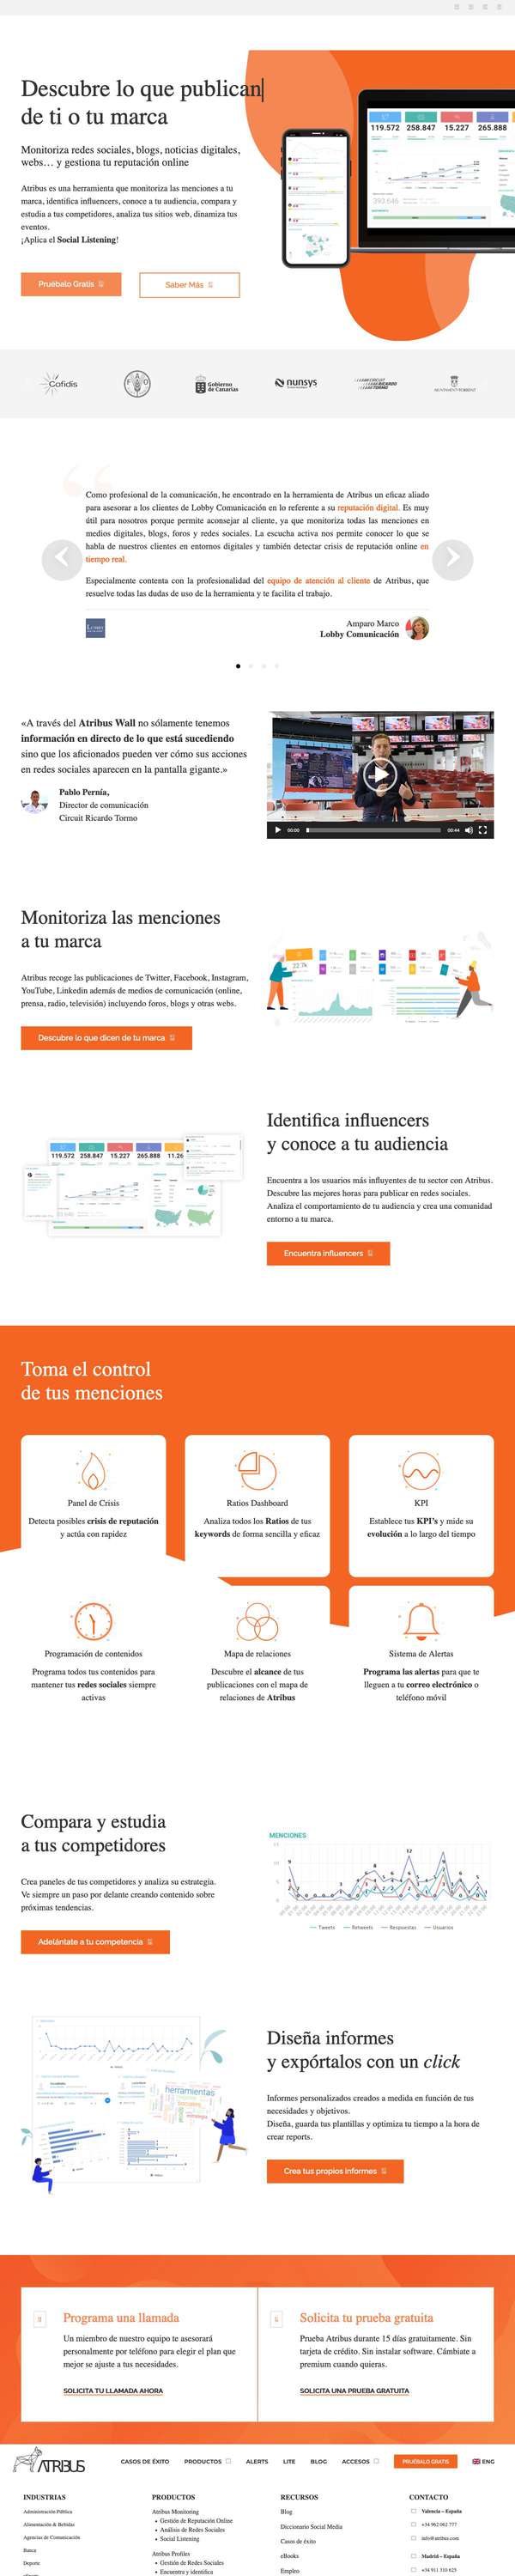 Descubre lo que publican
de ti o tu marca
Monitoriza redes sociales, blogs, noticias digitales,
webs… y gestiona tu reputación online
Atribus es una herramienta que monitoriza las menciones a tu
marca, identifica influencers, conoce a tu audiencia, compara y
estudia a tus competidores, analiza tus sitios web, dinamiza tus
eventos.
¡Aplica el Social Listening!
Pruébalo Gratis
Saber Más
119.572 258.847 15.227 265.888
393.646
Cofidis
FAO
Gobierno
de Canarias
nunsys
CIRCUIT
RICARDO
TORMO
AJUNTAMENT TORRENT
Como profesional de la comunicación, he encontrado en la herramienta de Atribus un eficaz aliado
para asesorar a los clientes de Lobby Comunicación en lo referente a su reputación digital. Es muy
útil para nosotros porque permite aconsejar al cliente, ya que monitoriza todas las menciones en
medios digitales, blogs, foros y redes sociales. La escucha activa nos permite conocer lo que se
habla de nuestros clientes en entornos digitales y también detectar crisis de reputación online en
tiempo real.
Especialmente contenta con la profesionalidad del equipo de atención al cliente de Atribus, que
resuelve todas las dudas de uso de la herramienta y te facilita el trabajo.
Lobby
Amparo Marco
Lobby Comunicación
«A través del Atribus Wall no sólamente tenemos
información en directo de lo que está sucediendo
sino que los aficionados pueden ver cómo sus acciones
en redes sociales aparecen en la pantalla gigante.»
Pablo Pernía,
Director de comunicación
Circuit Ricardo Tormo
00:00
00:44
Monitoriza las menciones
a tu marca
Atribus recoge las publicaciones de Twitter, Facebook, Instagram,
YouTube, Linkedin además de medios de comunicación (online,
prensa, radio, televisión) incluyendo foros, blogs y otras webs.
Descubre lo que dicen de tu marca
22.7k
119.572 258.847 15.227 265.888 11.26
Identifica influencers
y conoce a tu audiencia
Encuentra a los usuarios más influyentes de tu sector con Atribus.
Descubre las mejores horas para publicar en redes sociales.
Analiza el comportamiento de tu audiencia y crea una comunidad
entorno a tu marca.
Encuentra influencers
Toma el control
de tus menciones
Panel de Crisis
Detecta posibles crisis de reputación
y actúa con rapidez
Ratios Dashboard
Analiza todos los Ratios de tus
keywords de forma sencilla y eficaz
KPI
Establece tus KPI's y mide su
evolución a lo largo del tiempo
Programación de contenidos
Programa todos tus contenidos para
mantener tus redes sociales siempre
activas
Mapa de relaciones
Descubre el alcance de tus
publicaciones con el mapa de
relaciones de Atribus
Sistema de Alertas
Programa las alertas para que te
lleguen a tu correo electrónico o
teléfono móvil
Compara y estudia
a tus competidores
Crea paneles de tus competidores y analiza su estrategia.
Ve siempre un paso por delante creando contenido sobre
próximas tendencias.
Adelántate a tu competencia
MENCIONES
Tweets Retweets Respuestas Usuarios
herramientas
Diseña informes
y expórtalos con un click
Informes personalizados creados a medida en función de tus
necesidades y objetivos.
Diseña, guarda tus plantillas y optimiza tu tiempo a la hora de
crear reports.
Crea tus propios informes
Programa una llamada
Un miembro de nuestro equipo te asesorará
personalmente por teléfono para elegir el plan que
mejor se ajuste a tus necesidades.
SOLICITA TU LLAMADA AHORA
Solicita tu prueba gratuita
Prueba Atribus durante 15 días gratuitamente. Sin
tarjeta de crédito. Sin instalar software. Cámbiate a
premium cuando quieras.
SOLICITA UNA PRUEBA GRATUITA
ATRIBUS
CASOS DE ÉXITO PRODUCTOS ALERTS LITE BLOG ACCESOS PRUÉBALO GRATIS ENG
INDUSTRIAS
Administración Pública
Alimentación & Bebidas
Agencias de Comunicación
Banca
Deporte
PRODUCTOS
Atribus Monitoring
Gestión de Reputación Online
Análisis de Redes Sociales
Social Listening
Atribus Profiles
Gestión de Redes Sociales
Encuentra y identifica
RECURSOS
Blog
Diccionario Social Media
Casos de éxito
eBooks
Empleo
CONTACTO
Valencia – España
+34 962 061 777
info@atribus.com
Madrid – España
+34 911 310 623